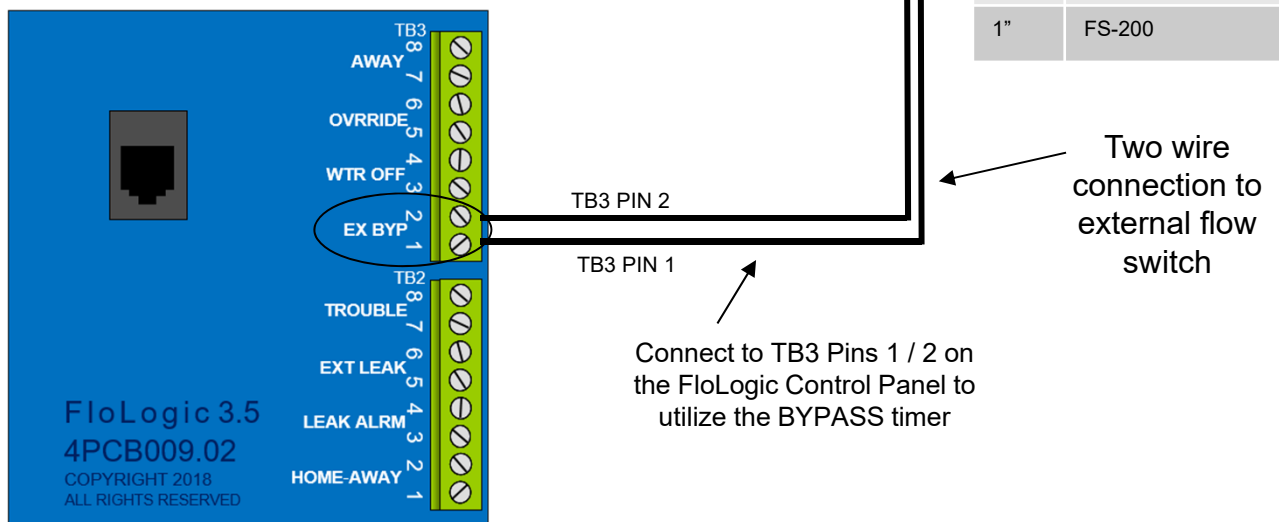 TB3
8
AWAY
7
6
OVRRIDE
5
4
WTR OFF
3
2
EX BYP
1
TB2
8
TROUBLE
7
6
EXT LEAK
5
4
LEAK ALRM
3
2
HOME-AWAY
1
FloLogic 3.5
4PCB009.02
COPYRIGHT 2018
ALL RIGHTS RESERVED
TB3 PIN 2
TB3 PIN 1
Connect to TB3 Pins 1 / 2 on
the FloLogic Control Panel to
utilize the BYPASS timer
1” FS-200
Two wire
connection to
external flow
switch